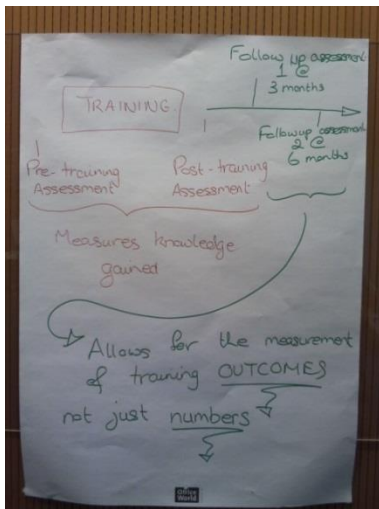 Follow up assessment
1 @
3 months
TRAINING
Follow up assessment
2 @
6 months
Pre-training
Assessment
Post-training
Assessment
Measures knowledge
gained
Allows for the measurement
of training OUTCOMES
not just numbers
Office
World